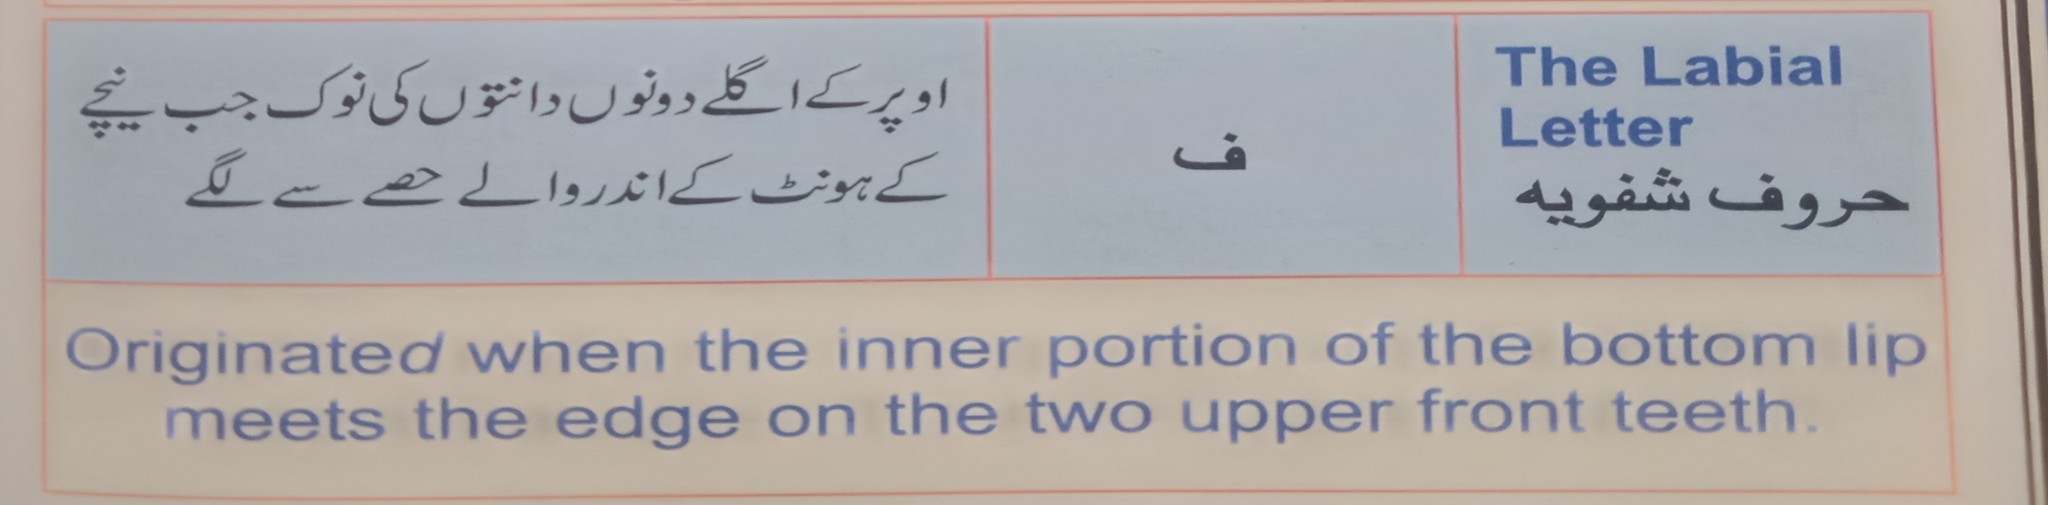 The Labial
Letter
حروف شفویه
ف
اوپر کے اگلے دونوں دانتوں کی نوک جب نیچے
کے ہونٹ کے اندر والے حصے سے لگے
Originated when the inner portion of the bottom lip
meets the edge on the two upper front teeth.